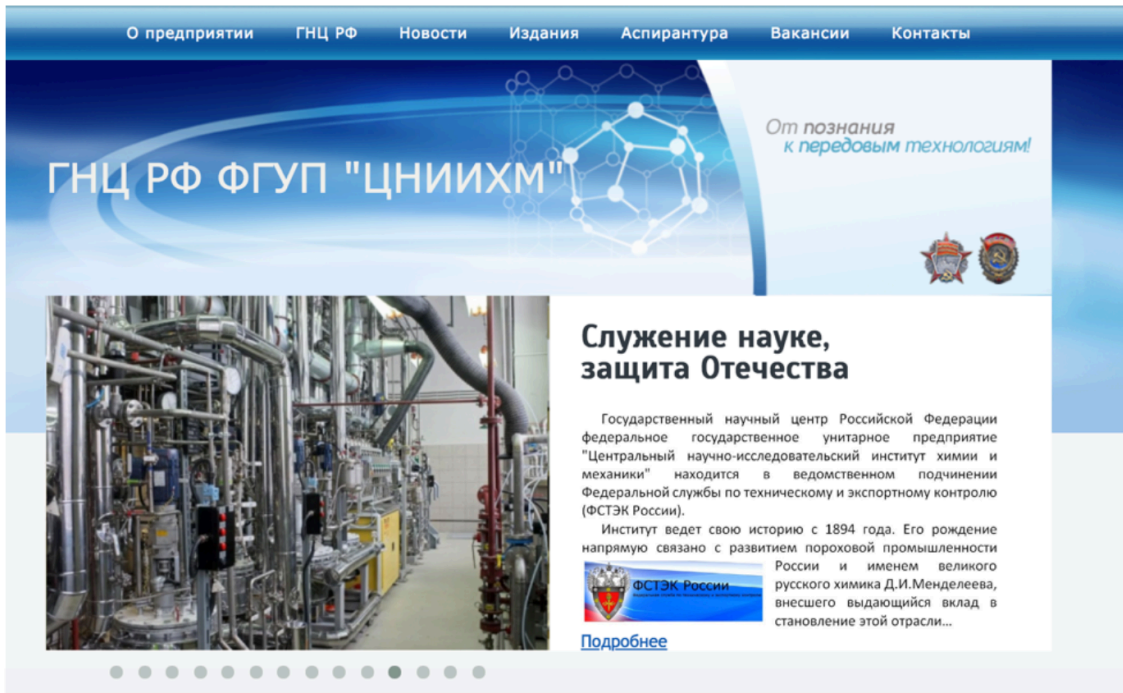 О предприятии ГНЦ РФ Новости Издания Аспирантура Вакансии Контакты
От познания
к передовым технологиям!
ГНЦ РФ ФГУП "ЦНИИХМ"
Служение науке,
защита Отечества
Государственный научный центр Российской Федерации
федеральное государственное унитарное предприятие
"Центральный научно-исследовательский институт химии и
механики" находится в ведомственном подчинении
Федеральной службы по техническому и экспортному контролю
(ФСТЭК России).
Институт ведет свою историю с 1894 года. Его рождение
напрямую связано с развитием пороховой промышленности
России и именем великого
русского химика Д.И.Менделеева,
внесшего выдающийся вклад в
становление этой отрасли...
ФСТЭК России
Подробнее